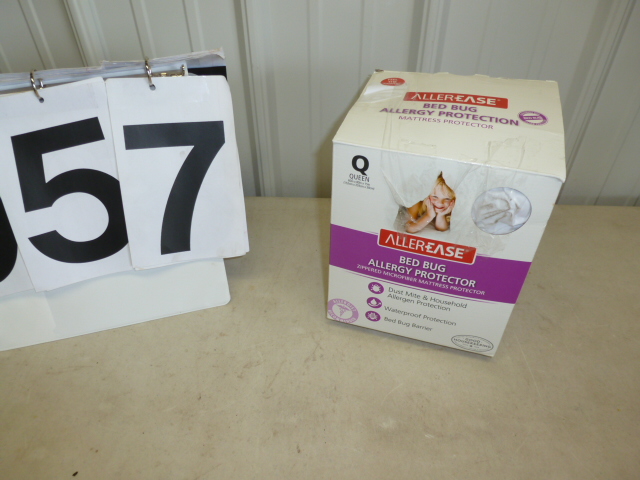 57
ALLEREASE
BED BUG
ALLERGY PROTECTION
MATTRESS PROTECTOR
Q
QUEEN
ALLEREASE
BED BUG
ALLERGY PROTECTOR
ZIPPERED MICROFIBER MATTRESS PROTECTOR
Dust Mite & Household
Allergen Protection
Waterproof Protection
Bed Bug Barrier